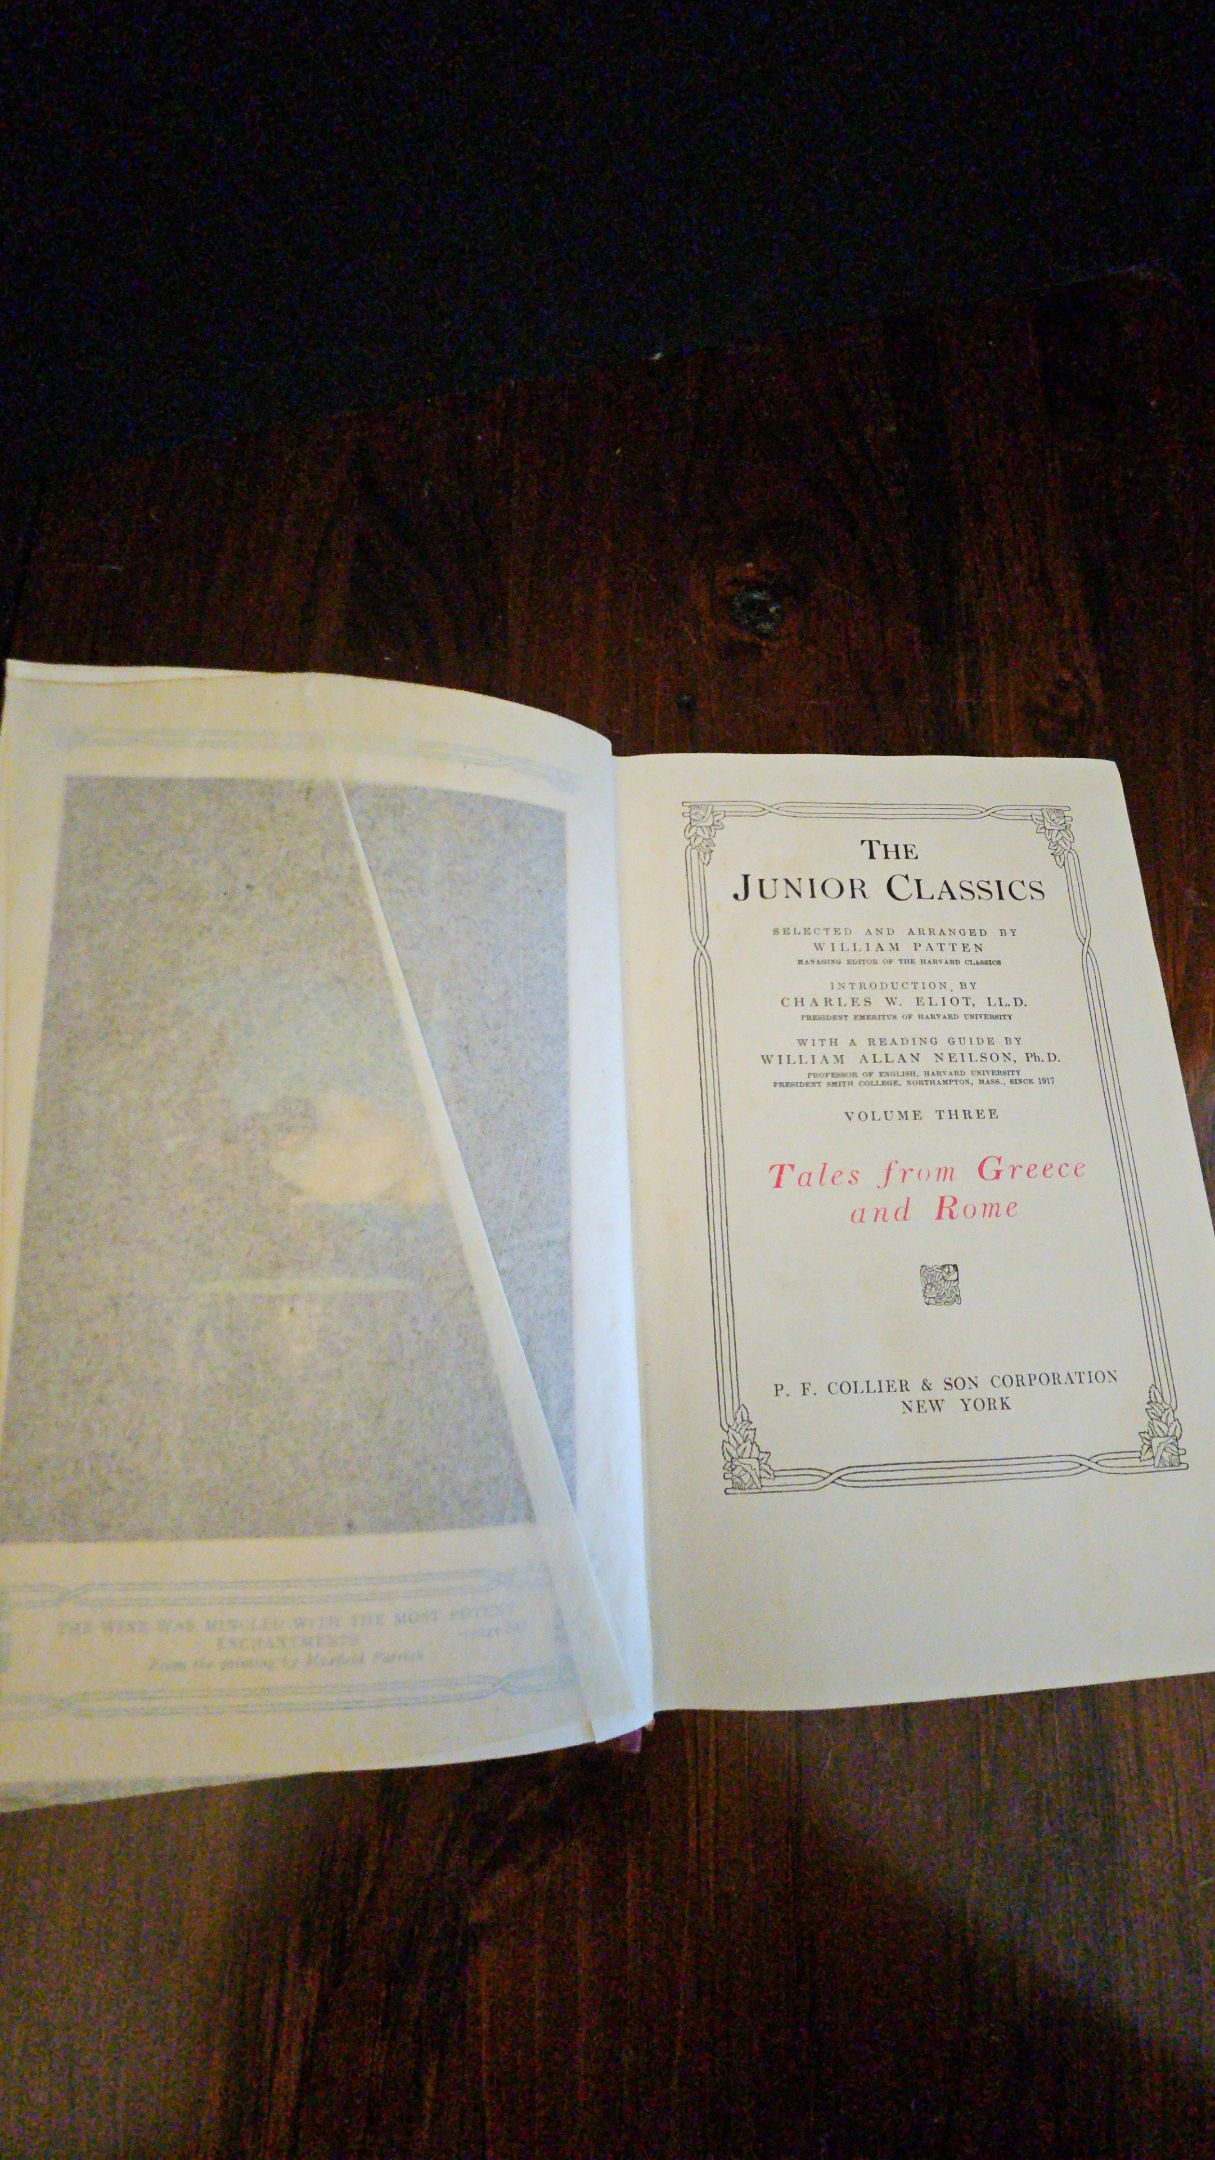 THE WINE WAS MINGLED WITH THE MOST POTENT
ENCHANTMENTS
From the painting by Maxfield Parrish
THE
JUNIOR CLASSICS
SELECTED AND ARRANGED BY
WILLIAM PATTEN
MANAGING EDITOR OF THE HARVARD CLASSICS
INTRODUCTION BY
CHARLES W. ELIOT, LL.D.
PRESIDENT EMERITUS OF HARVARD UNIVERSITY
WITH A READING GUIDE BY
WILLIAM ALLAN NEILSON, Ph.D.
PROFESSOR OF ENGLISH, HARVARD UNIVERSITY
PRESIDENT SMITH COLLEGE, NORTHAMPTON, MASS., SINCE 1917
VOLUME THREE
Tales from Greece
and Rome
P. F. COLLIER & SON CORPORATION
NEW YORK